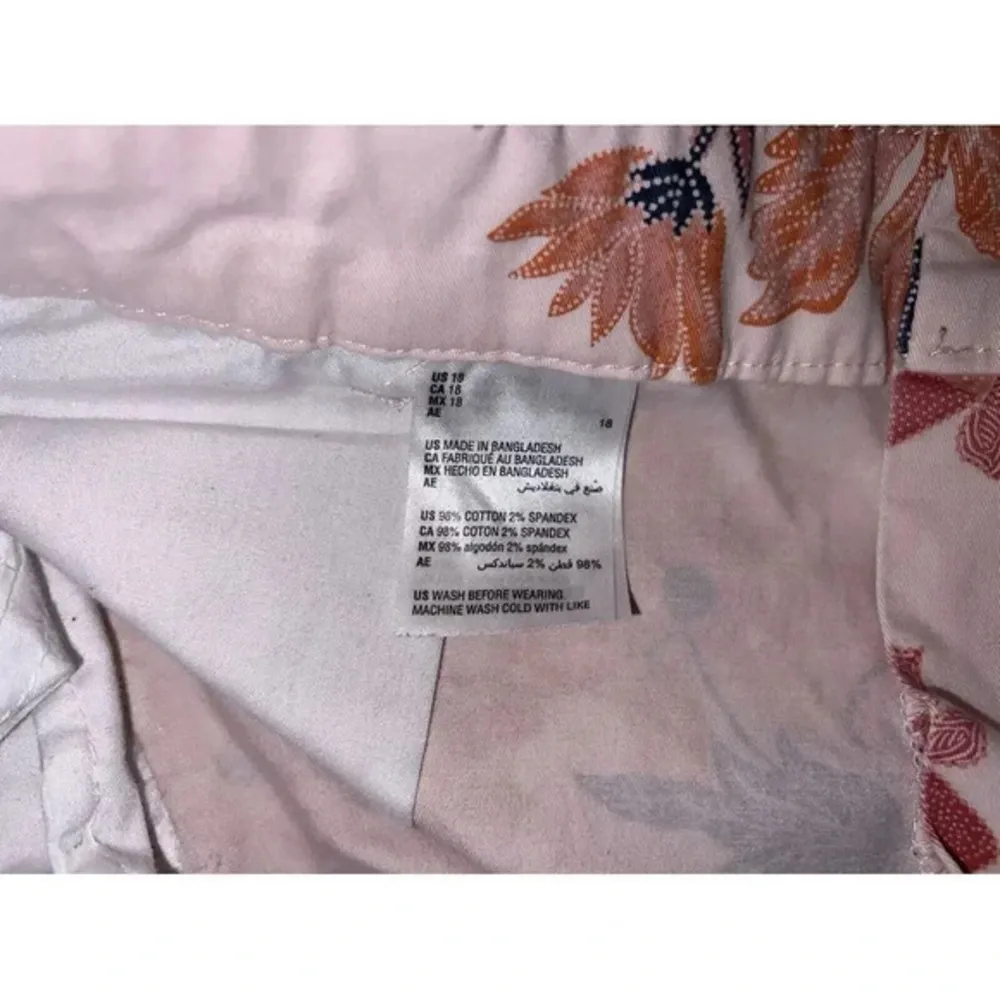 US 18
CA 18
MX 18
AE
18
US MADE IN BANGLADESH
CA FABRIQUÉ AU BANGLADESH
MX HECHO EN BANGLADESH
AE صنع في بنغلاديش
US 98% COTTON 2% SPANDEX
CA 98% COTON 2% SPANDEX
MX 98% algodón 2% spándex
AE 98% قطن 2% سباندكس
US WASH BEFORE WEARING
MACHINE WASH COLD WITH LIKE